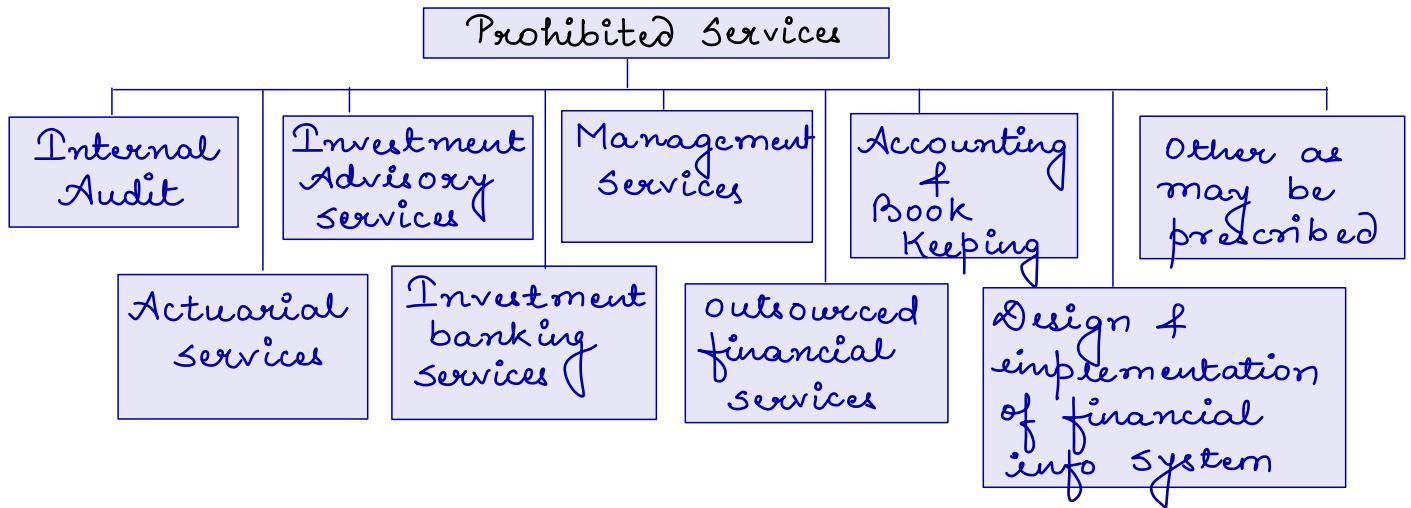 Prohibited Services
Internal
Audit
Investment
Advisory
services
Management
Services
Accounting
&
Book
Keeping
Other as
may be
prescribed
Actuarial
services
Investment
banking
services
outsourced
financial
services
Design &
implementation
of financial
info system